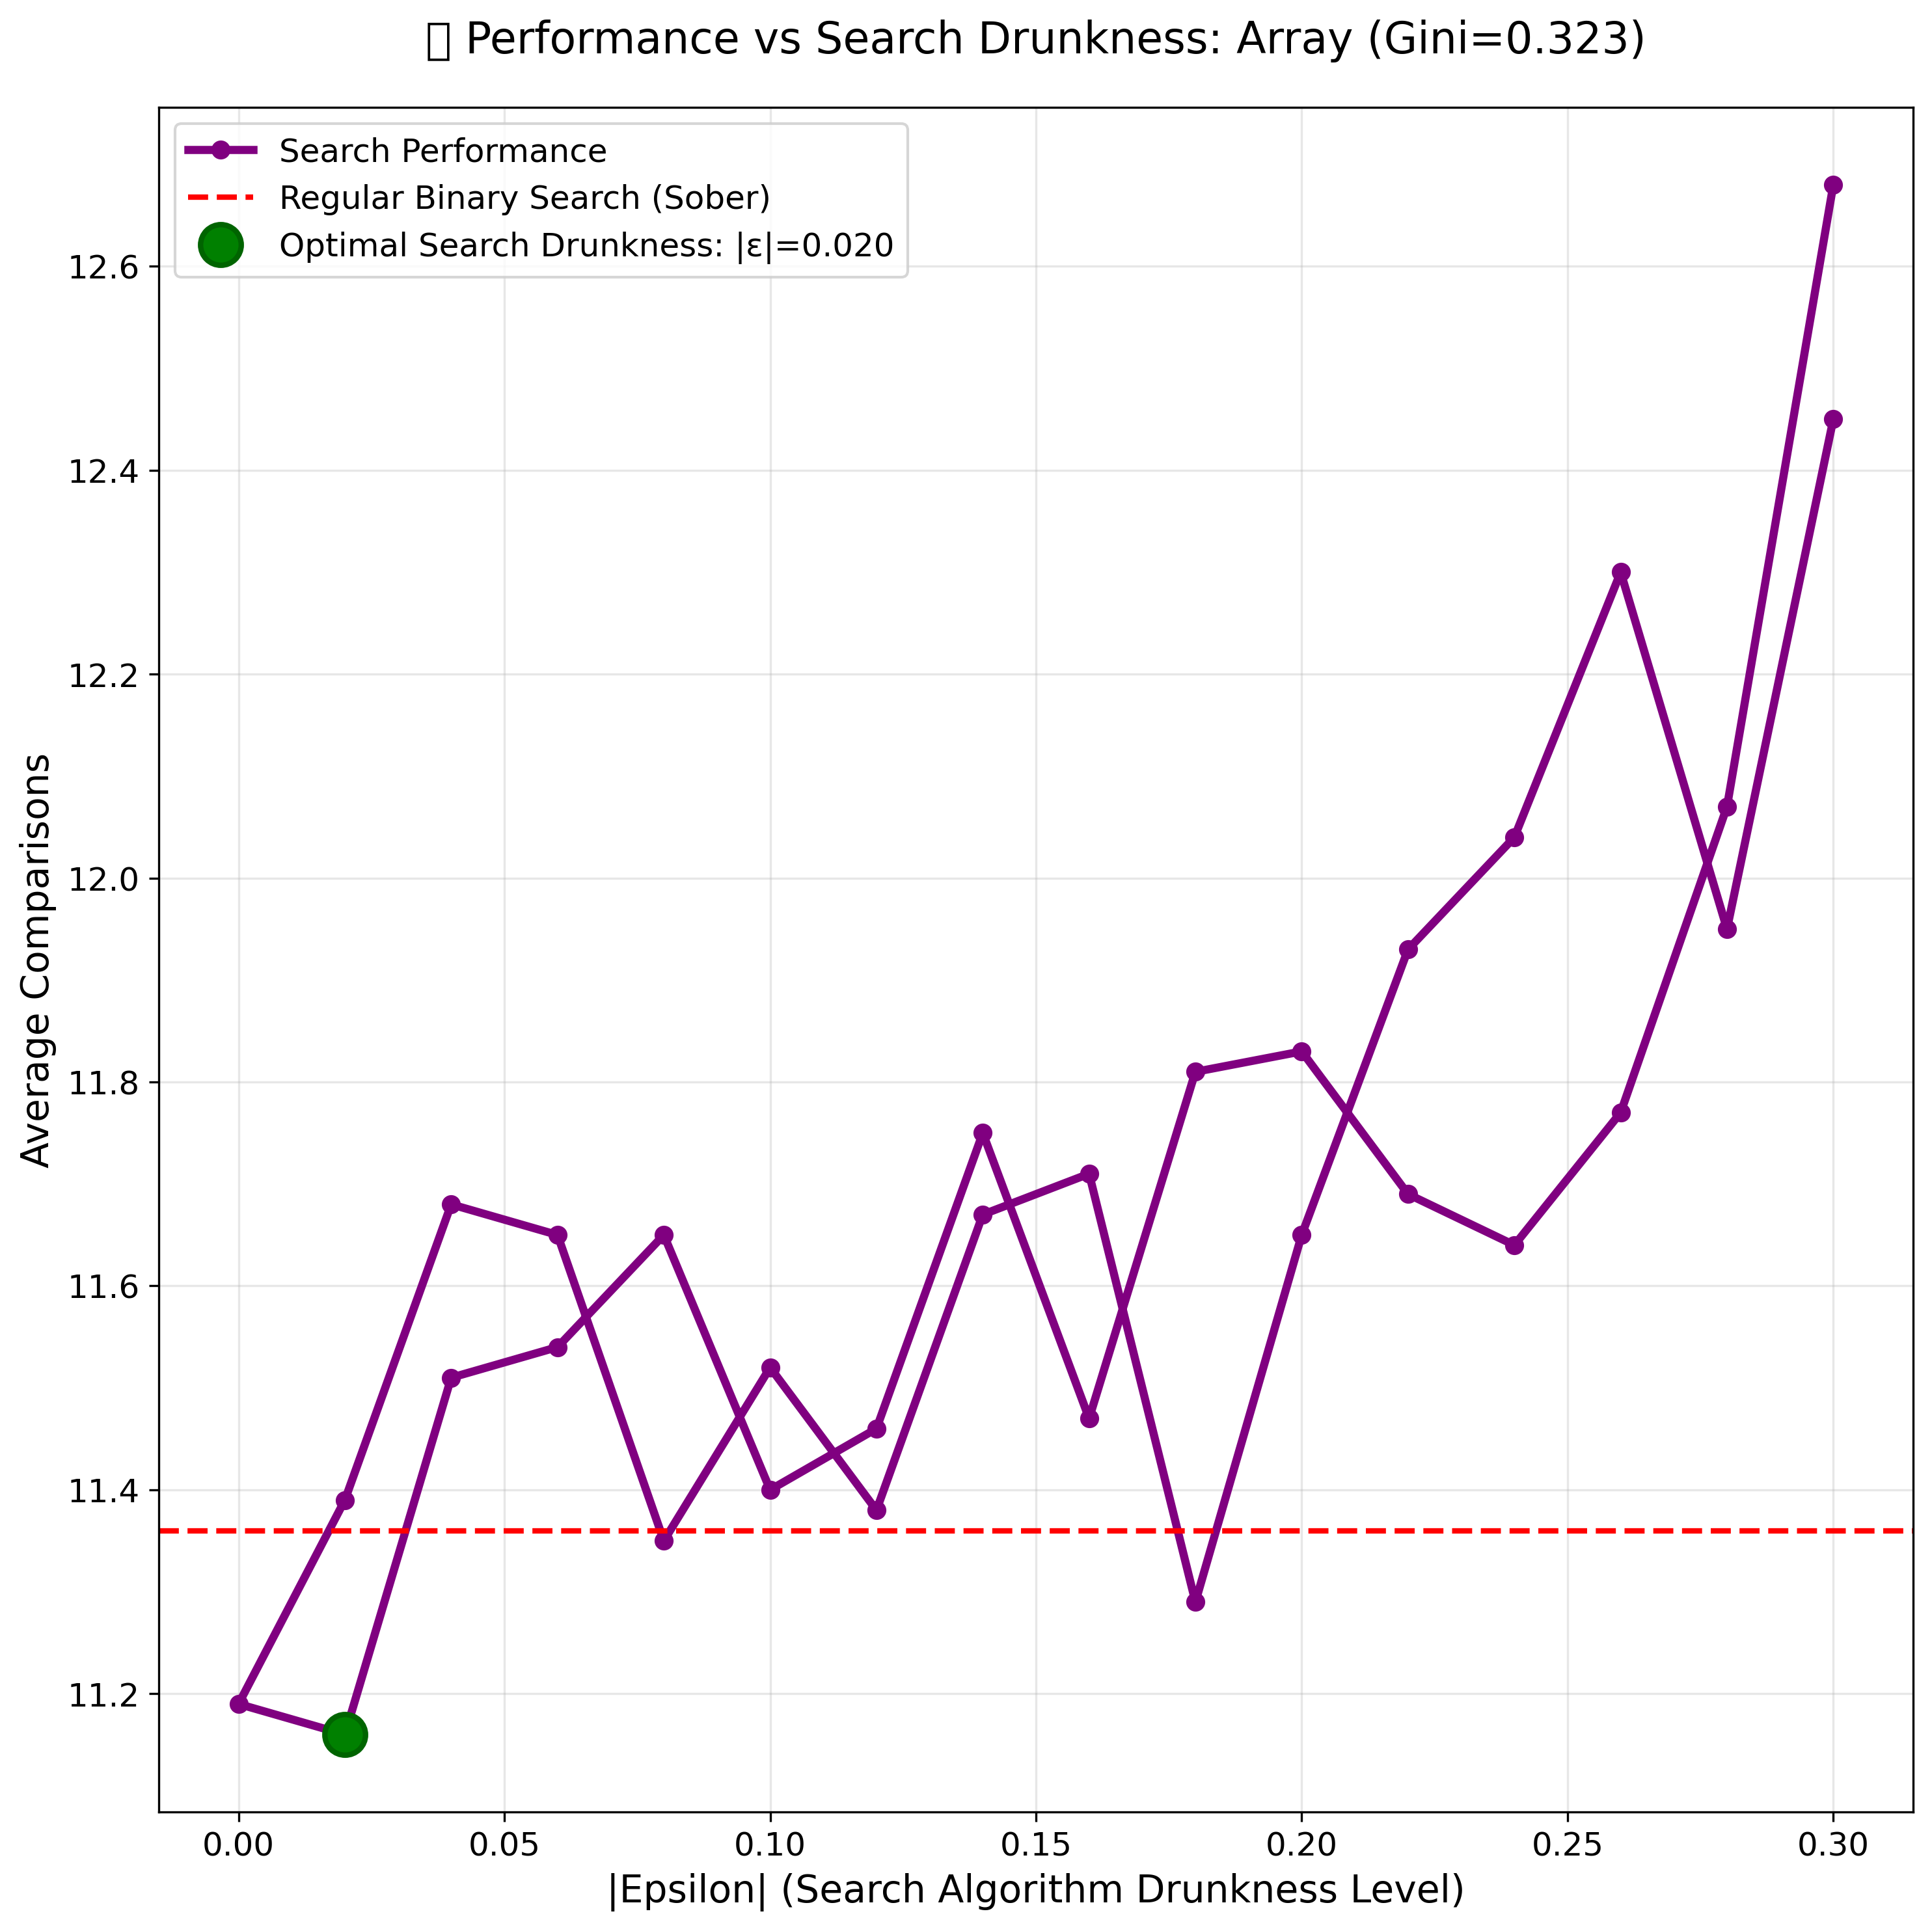 ▯ Performance vs Search Drunkness: Array (Gini=0.323)
Search Performance
Regular Binary Search (Sober)
Optimal Search Drunkness: |ε|=0.020
12.6
12.4
12.2
12.0
11.8
11.6
11.4
11.2
Average Comparisons
0.00 0.05 0.10 0.15 0.20 0.25 0.30
|Epsilon| (Search Algorithm Drunkness Level)